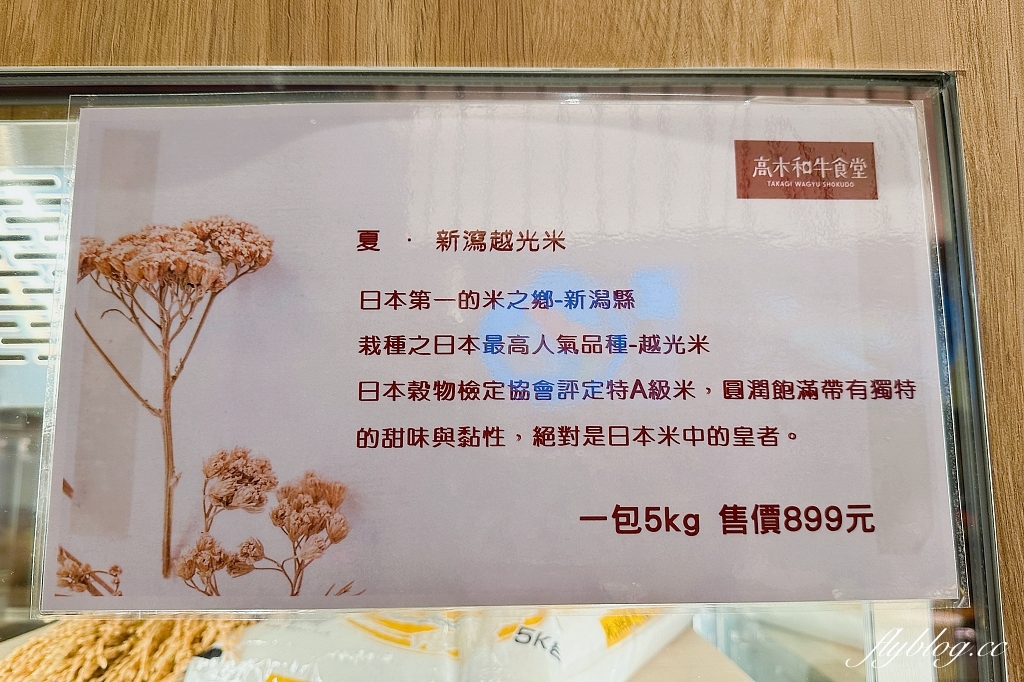 高木和牛食堂
TAKAGI WAGYU SHOKUDO
夏 · 新瀉越光米
日本第一的米之鄉-新潟縣
栽種之日本最高人氣品種-越光米
日本穀物檢定協會評定特A級米，圓潤飽滿帶有獨特
的甜味與黏性，絕對是日本米中的皇者。
一包5kg 售價899元
5KG
flyblog.cc